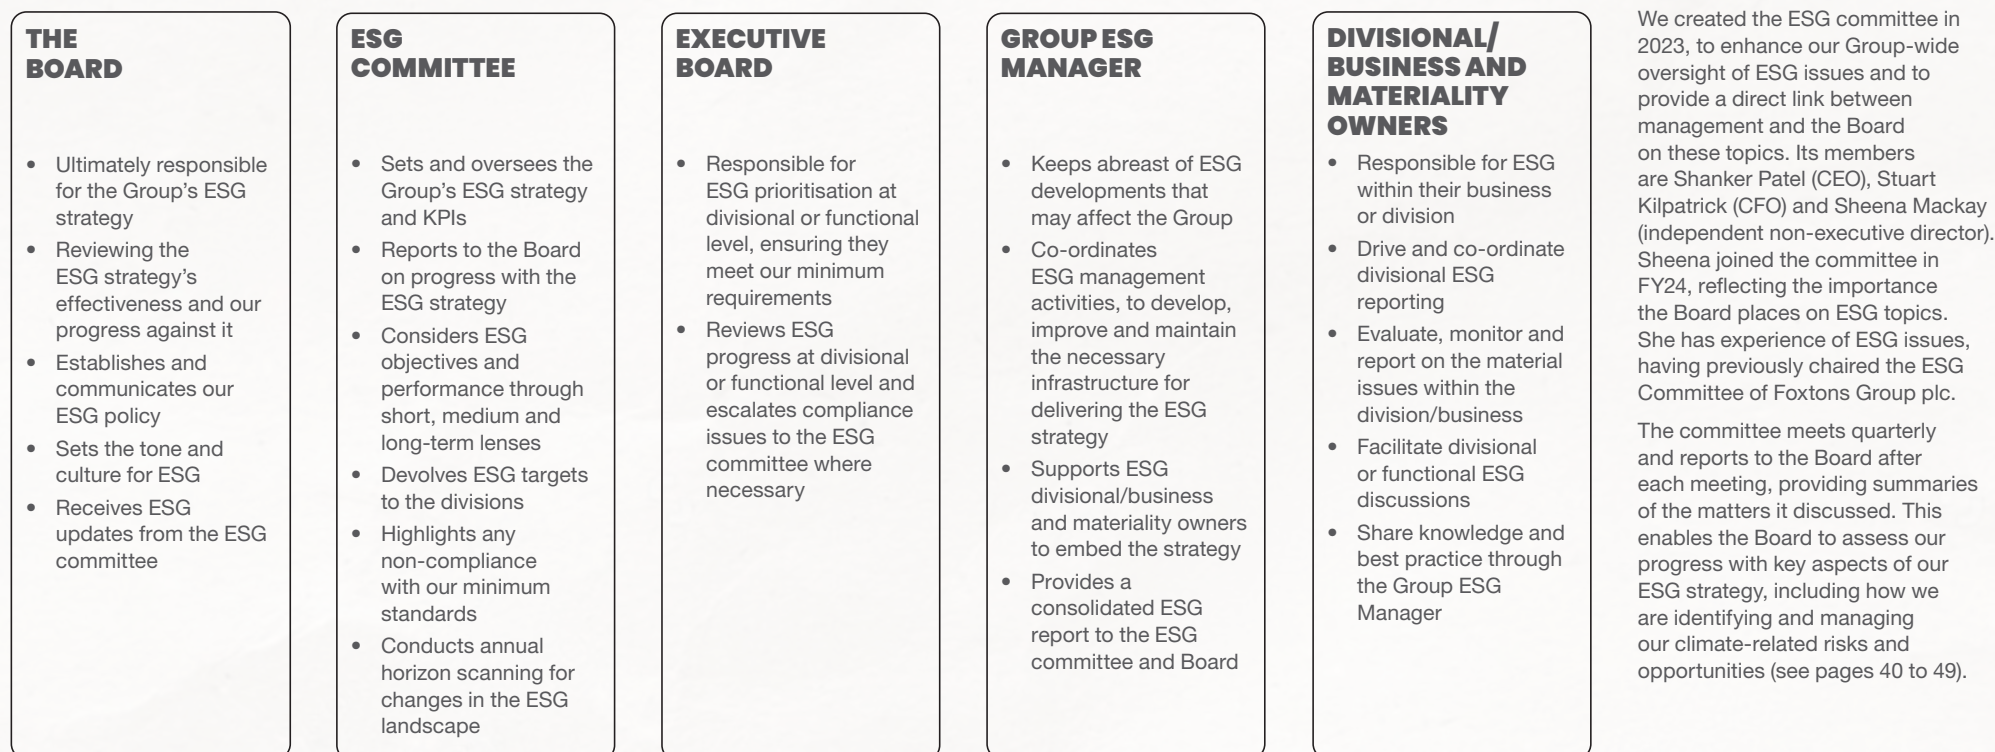 THE
BOARD
• Ultimately responsible
for the Group’s ESG
strategy
• Reviewing the
ESG strategy’s
effectiveness and our
progress against it
• Establishes and
communicates our
ESG policy
• Sets the tone and
culture for ESG
• Receives ESG
updates from the ESG
committee
ESG
COMMITTEE
• Sets and oversees the
Group’s ESG strategy
and KPIs
• Reports to the Board
on progress with the
ESG strategy
• Considers ESG
objectives and
performance through
short, medium and
long-term lenses
• Devolves ESG targets
to the divisions
• Highlights any
non-compliance
with our minimum
standards
• Conducts annual
horizon scanning for
changes in the ESG
landscape
EXECUTIVE
BOARD
• Responsible for
ESG prioritisation at
divisional or functional
level, ensuring they
meet our minimum
requirements
• Reviews ESG
progress at divisional
or functional level and
escalates compliance
issues to the ESG
committee where
necessary
GROUP ESG
MANAGER
• Keeps abreast of ESG
developments that
may affect the Group
• Co-ordinates
ESG management
activities, to develop,
improve and maintain
the necessary
infrastructure for
delivering the ESG
strategy
• Supports ESG
divisional/business
and materiality owners
to embed the strategy
• Provides a
consolidated ESG
report to the ESG
committee and Board
DIVISIONAL/
BUSINESS AND
MATERIALITY
OWNERS
• Responsible for ESG
within their business
or division
• Drive and co-ordinate
divisional ESG
reporting
• Evaluate, monitor and
report on the material
issues within the
division/business
• Facilitate divisional
or functional ESG
discussions
• Share knowledge and
best practice through
the Group ESG
Manager
We created the ESG committee in
2023, to enhance our Group-wide
oversight of ESG issues and to
provide a direct link between
management and the Board
on these topics. Its members
are Shanker Patel (CEO), Stuart
Kilpatrick (CFO) and Sheena Mackay
(independent non-executive director).
Sheena joined the committee in
FY24, reflecting the importance
the Board places on ESG topics.
She has experience of ESG issues,
having previously chaired the ESG
Committee of Foxtons Group plc.
The committee meets quarterly
and reports to the Board after
each meeting, providing summaries
of the matters it discussed. This
enables the Board to assess our
progress with key aspects of our
ESG strategy, including how we
are identifying and managing
our climate-related risks and
opportunities (see pages 40 to 49).